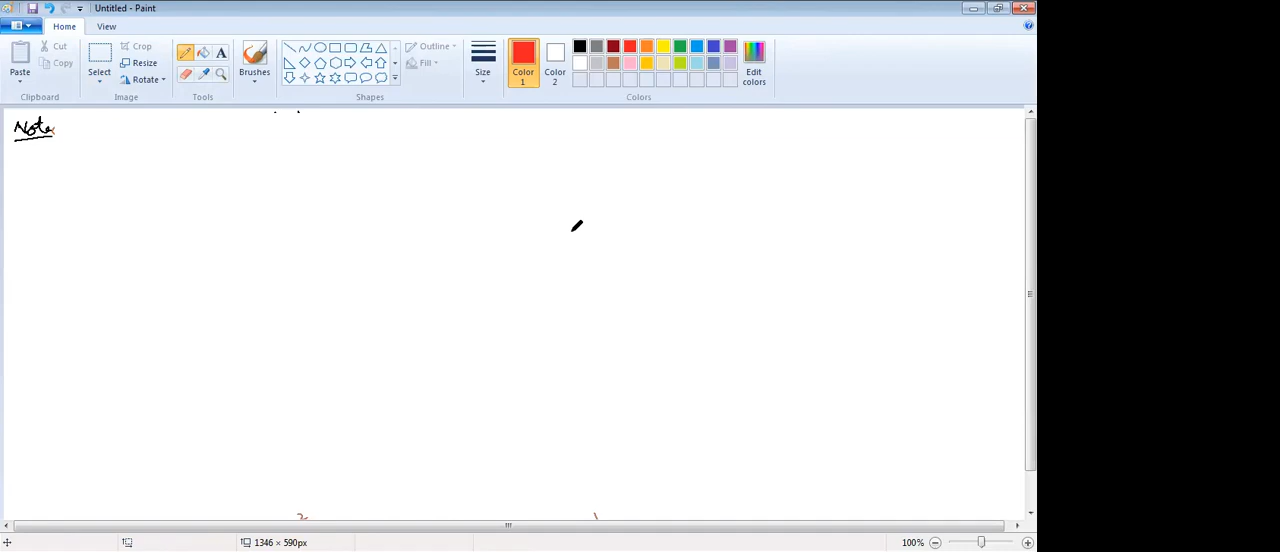 Untitled - Paint
Home View
Paste Cut Copy Clipboard
Select Crop Resize Rotate Image
Tools
Brushes
Shapes Outline Fill
Size
Color 1 Color 2 Edit colors Colors
Note
1346 × 590px 100%